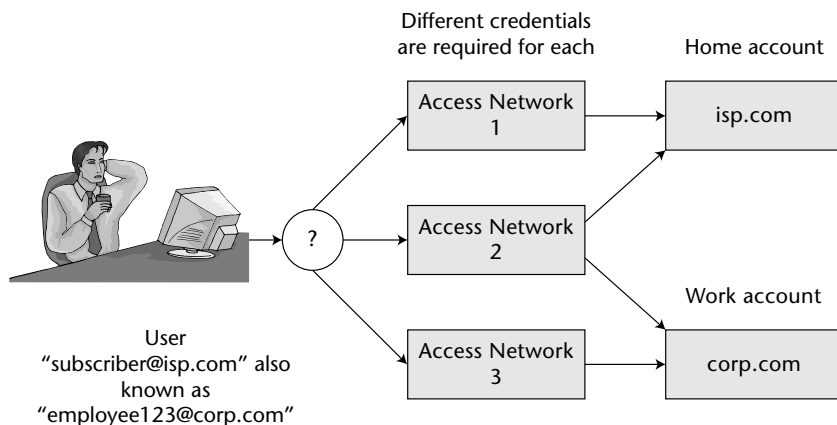 Different credentials
are required for each
Home account
Access Network
1
isp.com
?
Access Network
2
Work account
Access Network
3
corp.com
User
“subscriber@isp.com” also
known as
“employee123@corp.com”